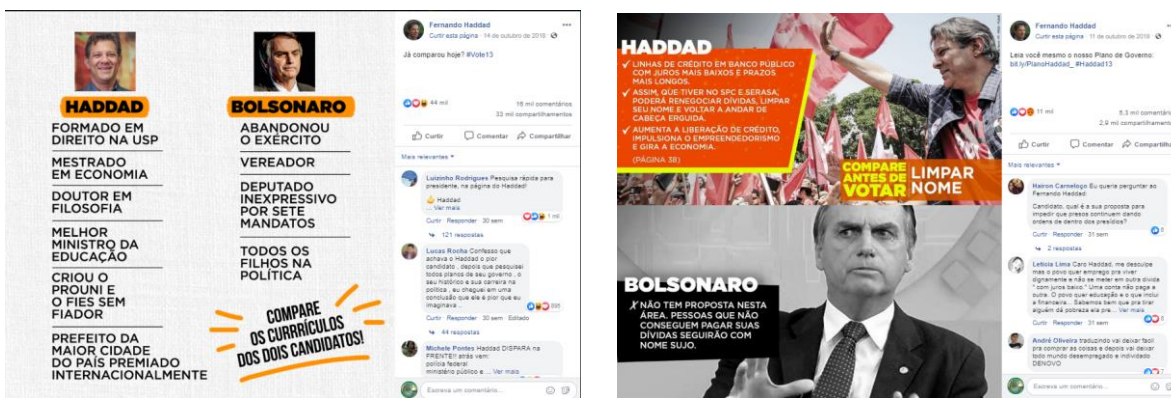 HADDAD
FORMADO EM
DIREITO NA USP
MESTRADO
EM ECONOMIA
DOUTOR EM
FILOSOFIA
MELHOR
MINISTRO DA
EDUCAÇÃO
CRIOU O
PROUNI E
O FIES SEM
FIADOR
PREFEITO DA
MAIOR CIDADE
DO PAÍS PREMIADO
INTERNACIONALMENTE
BOLSONARO
ABANDONOU
O EXÉRCITO
VEREADOR
DEPUTADO
INEXPRESSIVO
POR SETE
MANDATOS
TODOS OS
FILHOS NA
POLÍTICA
COMPARE
OS CURRRÍCULOS
DOS DOIS CANDIDATOS!
Fernando Haddad
Curtir esta página · 14 de outubro de 2018
Já comparou hoje? #Vote13
44 mil
16 mil comentários
33 mil compartilhamentos
Curtir Comentar Compartilhar
Mais relevantes
Luizinho Rodrigues Pesquisa rápida para
presidente, na página do Haddad!
Haddad
... Ver mais
1 mil
Curtir · Responder · 30 sem
121 respostas
Lucas Rocha Confesso que
achava o Haddad o pior
candidato , depois que pesquisei
todos planos de seu governo , o
seu histórico e sua carreira na
política , eu cheguei em uma
conclusão que ele é pior que eu
imaginava ..
Curtir · Responder · 30 sem · Editado
44 respostas
Michele Pontes Haddad DISPARA na
FRENTE!! atrás vem:
polícia federal
ministério público e ... Ver mais
Escreva um comentário...
HADDAD
LINHAS DE CRÉDITO EM BANCO PÚBLICO
COM JUROS MAIS BAIXOS E PRAZOS
MAIS LONGOS.
ASSIM, QUE TIVER NO SPC E SERASA,
PODERÁ RENEGOCIAR DÍVIDAS, LIMPAR
SEU NOME E VOLTAR A ANDAR DE
CABEÇA ERGUIDA.
AUMENTA A LIBERAÇÃO DE CRÉDITO,
IMPULSIONA O EMPREENDEDORISMO
E GIRA A ECONOMIA.
(PÁGINA 38)
COMPARE
ANTES DE
VOTAR
LIMPAR
NOME
BOLSONARO
NÃO TEM PROPOSTA NESTA
ÁREA. PESSOAS QUE NÃO
CONSEGUEM PAGAR SUAS
DÍVIDAS SEGUIRÃO COM
NOME SUJO.
Fernando Haddad
Curtir esta página · 11 de outubro de 2018
Leia você mesmo o nosso Plano de Governo:
bit.ly/PlanoHaddad_ #Haddad13
11 mil
5,3 mil comentários
2,9 mil compartilhamentos
Curtir Comentar Compartilhar
Mais relevantes
Hairon Carnelogo Eu queria perguntar ao
Fernando Haddad:
Candidato, qual é a sua proposta para
impedir que presos continuem dando
ordens de dentro dos presídios?
Curtir · Responder · 31 sem
2 respostas
Letícia Lima Caro Haddad, me desculpe
mas o povo quer emprego pra viver
dignamente e não se meter em outra dívida
" com juros baixo." Uma conta não paga a
outra. O povo quer educação e o que inclui
a financeira.. Sabemos bem que pra tirar
alguém da pobreza ela pre... Ver mais
Curtir · Responder · 31 sem
André Oliveira traduzindo vai deixar facil
pra comprar as coisas e depois vai deixar
todo mundo desempregado e individado
DENOVO
Escreva um comentário...